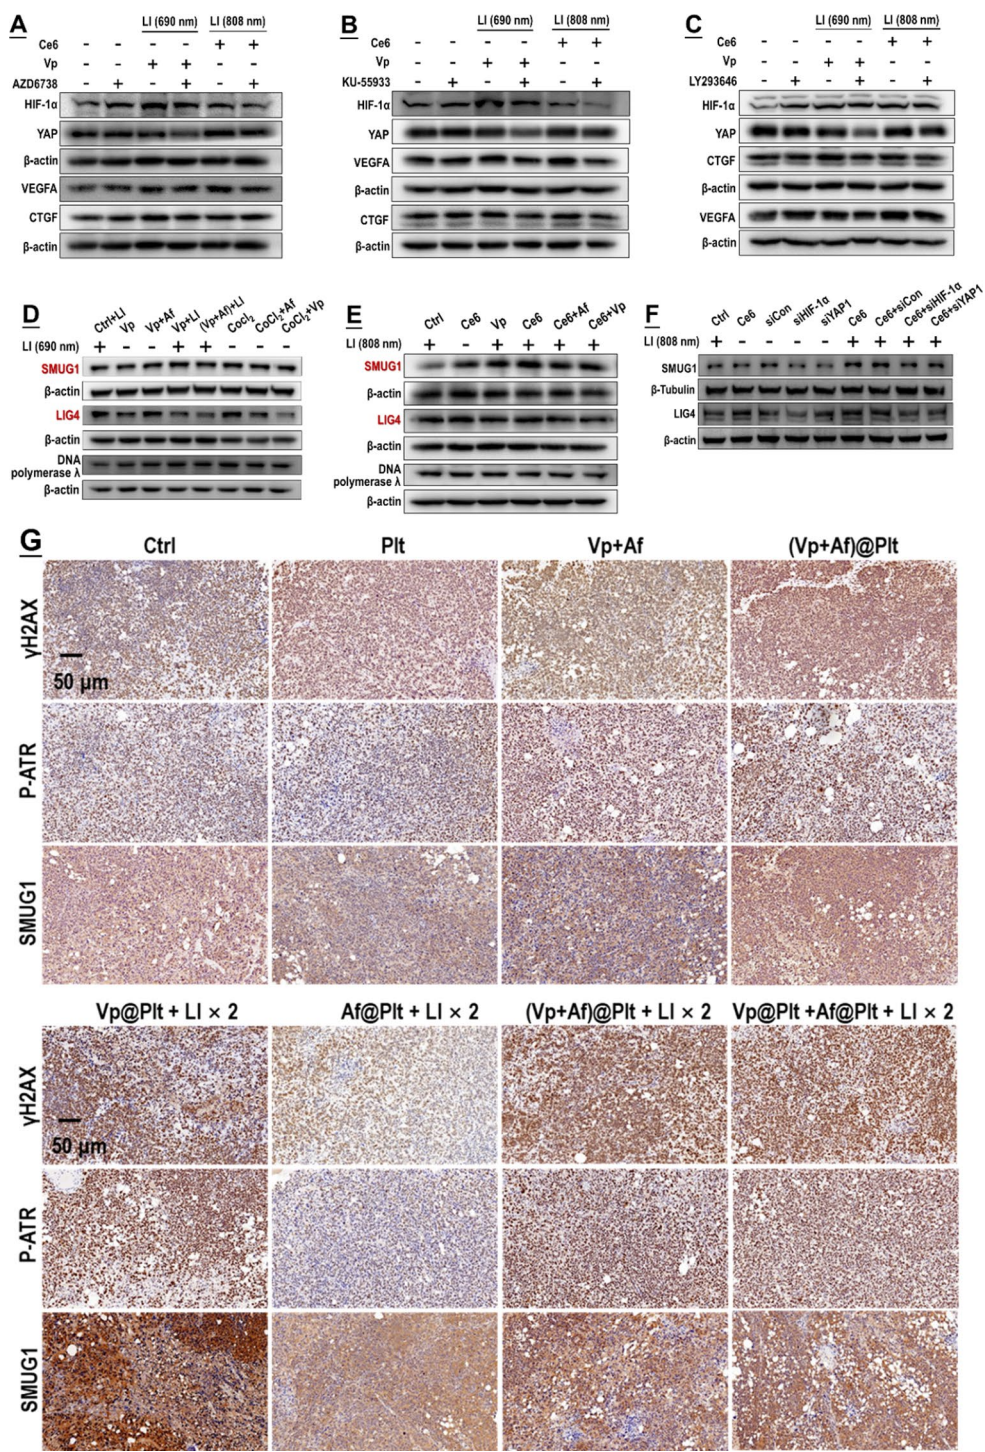 A
LI (690 nm) LI (808 nm)
Ce6 - - - - + +
Vp - - + + - -
AZD6738 - + - + - +
HIF-1α
YAP
β-actin
VEGFA
CTGF
β-actin
B
LI (690 nm) LI (808 nm)
Ce6 - - - - + +
Vp - - + + - -
KU-55933 - + - + - +
HIF-1α
YAP
VEGFA
β-actin
CTGF
β-actin
C
LI (690 nm) LI (808 nm)
Ce6 - - - - + +
Vp - - + + - -
LY293646 - + - + - +
HIF-1α
YAP
CTGF
β-actin
VEGFA
β-actin
D
Ctrl+LI Vp Vp+Af Vp+LI (Vp+Af)+LI CoCl2 CoCl2+Af CoCl2+Vp
LI (690 nm) + - - + + - - -
SMUG1
β-actin
LIG4
β-actin
DNA
polymerase λ
β-actin
E
Ctrl Ce6 Vp Ce6 Ce6+Af Ce6+Vp
LI (808 nm) + - + + + +
SMUG1
β-actin
LIG4
β-actin
DNA
polymerase λ
β-actin
F
Ctrl Ce6 siCon siHIF-1α siYAP1 Ce6 Ce6+siCon Ce6+siHIF-1α Ce6+siYAP1
LI (808 nm) + - - - - + + + +
SMUG1
β-Tubulin
LIG4
β-actin
G
Ctrl Plt Vp+Af (Vp+Af)@Plt
γH2AX
50 μm
P-ATR
SMUG1
Vp@Plt + LI × 2 Af@Plt + LI × 2 (Vp+Af)@Plt + LI × 2 Vp@Plt +Af@Plt + LI × 2
γH2AX
50 μm
P-ATR
SMUG1